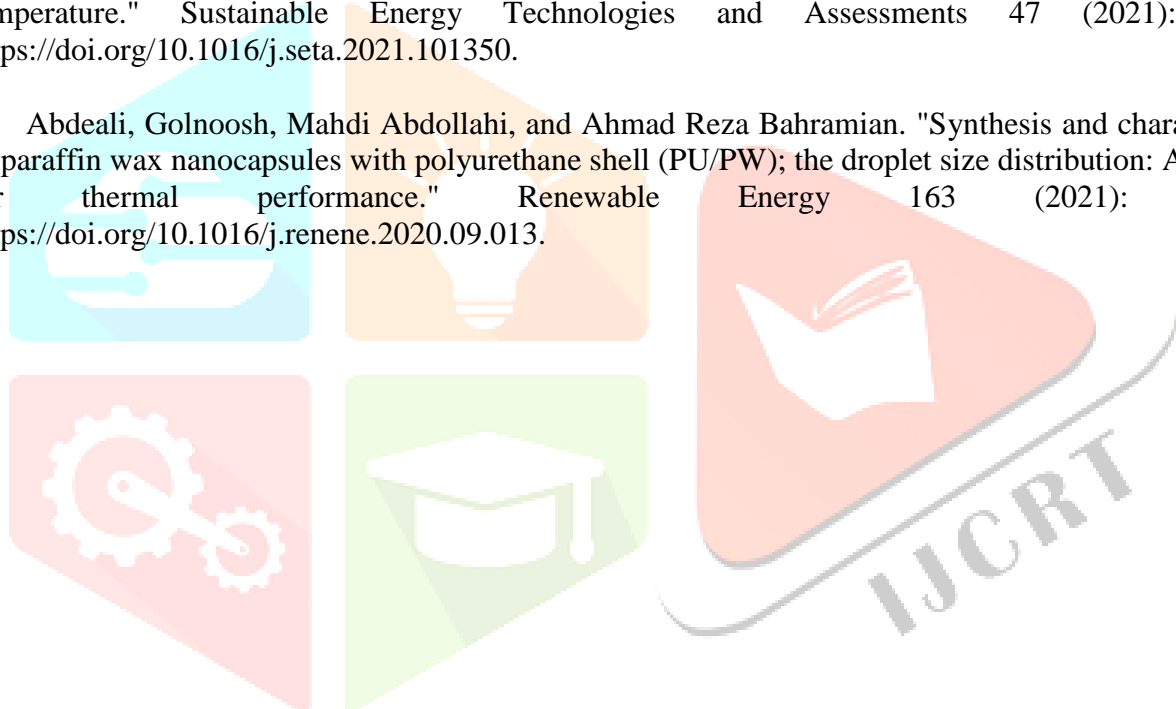 mperature." Sustainable Energy Technologies and Assessments 47 (2021):
ps://doi.org/10.1016/j.seta.2021.101350.
Abdeali, Golnoosh, Mahdi Abdollahi, and Ahmad Reza Bahramian. "Synthesis and chara
paraffin wax nanocapsules with polyurethane shell (PU/PW); the droplet size distribution: A
thermal performance." Renewable Energy 163 (2021):
ps://doi.org/10.1016/j.renene.2020.09.013.
IJCRT